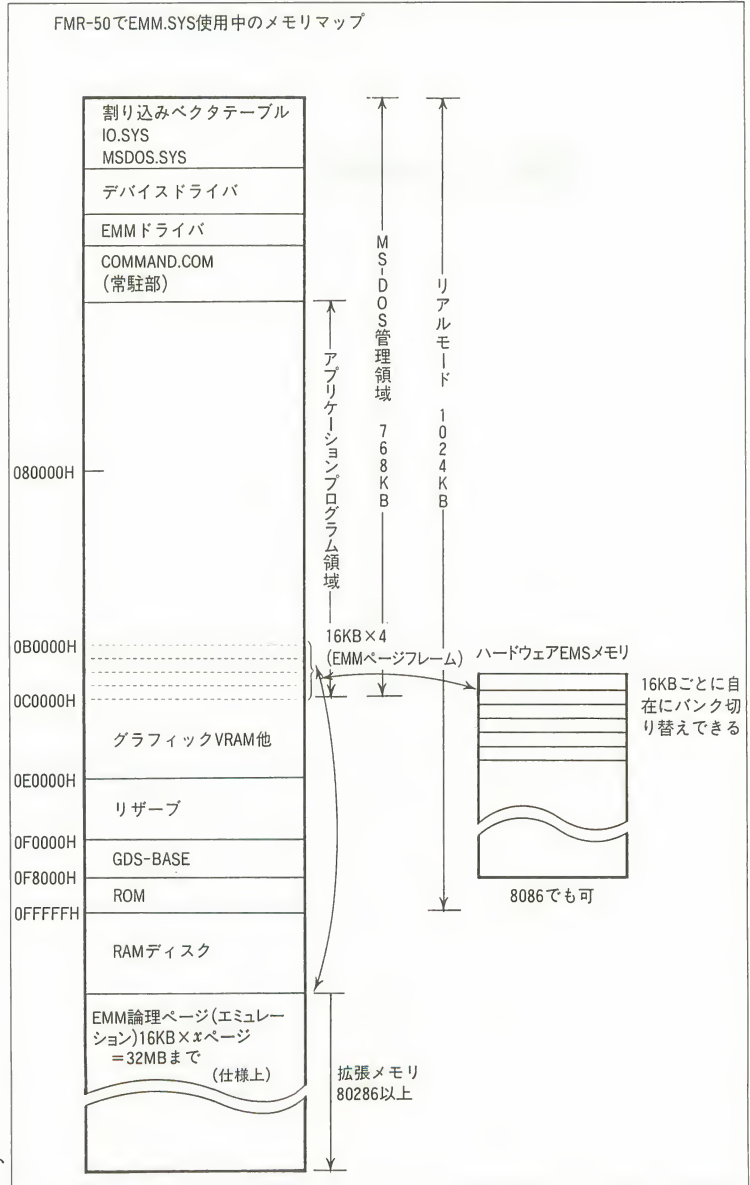 FMR-50でEMM.SYS使用中のメモリマップ
割り込みベクタテーブル
IO.SYS
MSDOS.SYS
デバイスドライバ
EMMドライバ
COMMAND.COM
(常駐部)
アプリケーションプログラム領域
MS-DOS管理領域 768KB
リアルモード 1024KB
080000H
0B0000H
16KB×4
(EMMページフレーム)
ハードウェアEMSメモリ
16KBごとに自
在にバンク切
り替えできる
0C0000H
グラフィックVRAM他
0E0000H
リザーブ
0F0000H
GDS-BASE
0F8000H
ROM
8086でも可
0FFFFFH
RAMディスク
EMM論理ページ(エミュレー
ション)16KB×xページ
=32MBまで
(仕様上)
拡張メモリ
80286以上